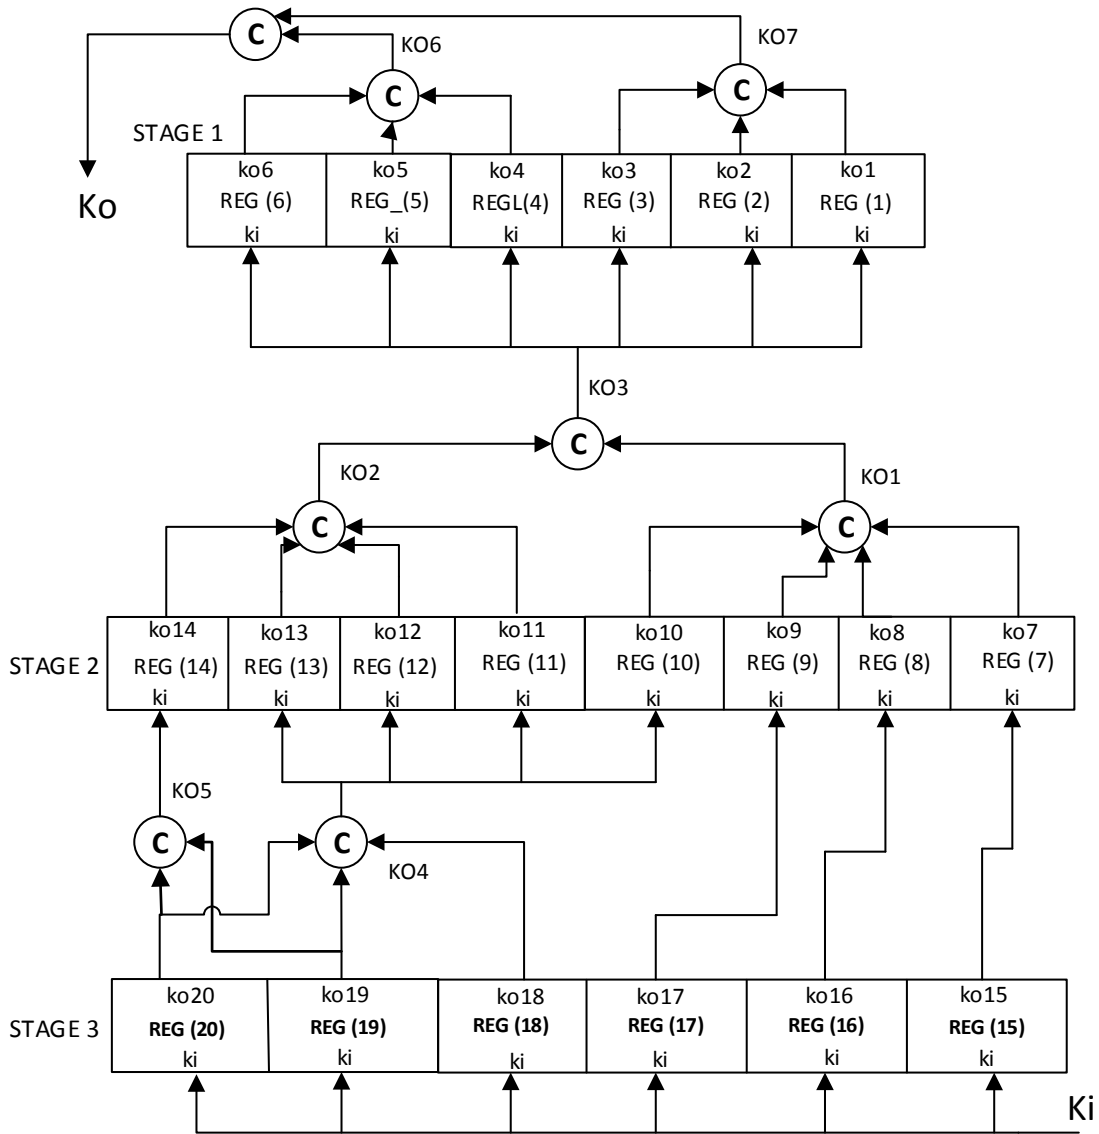 C
KO6
KO7
C
C
STAGE 1
ko6
ko5
ko4
ko3
ko2
ko1
REG (6)
REG_(5)
REGL(4)
REG (3)
REG (2)
REG (1)
ki
ki
ki
ki
ki
ki
Ko
KO3
C
KO2
KO1
C
C
STAGE 2
ko14
ko13
ko12
ko11
ko10
ko9
ko8
ko7
REG (14)
REG (13)
REG (12)
REG (11)
REG (10)
REG (9)
REG (8)
REG (7)
ki
ki
ki
ki
ki
ki
ki
ki
KO5
C
C
KO4
STAGE 3
ko20
ko19
ko18
ko17
ko16
ko15
REG (20)
REG (19)
REG (18)
REG (17)
REG (16)
REG (15)
ki
ki
ki
ki
ki
ki
Ki